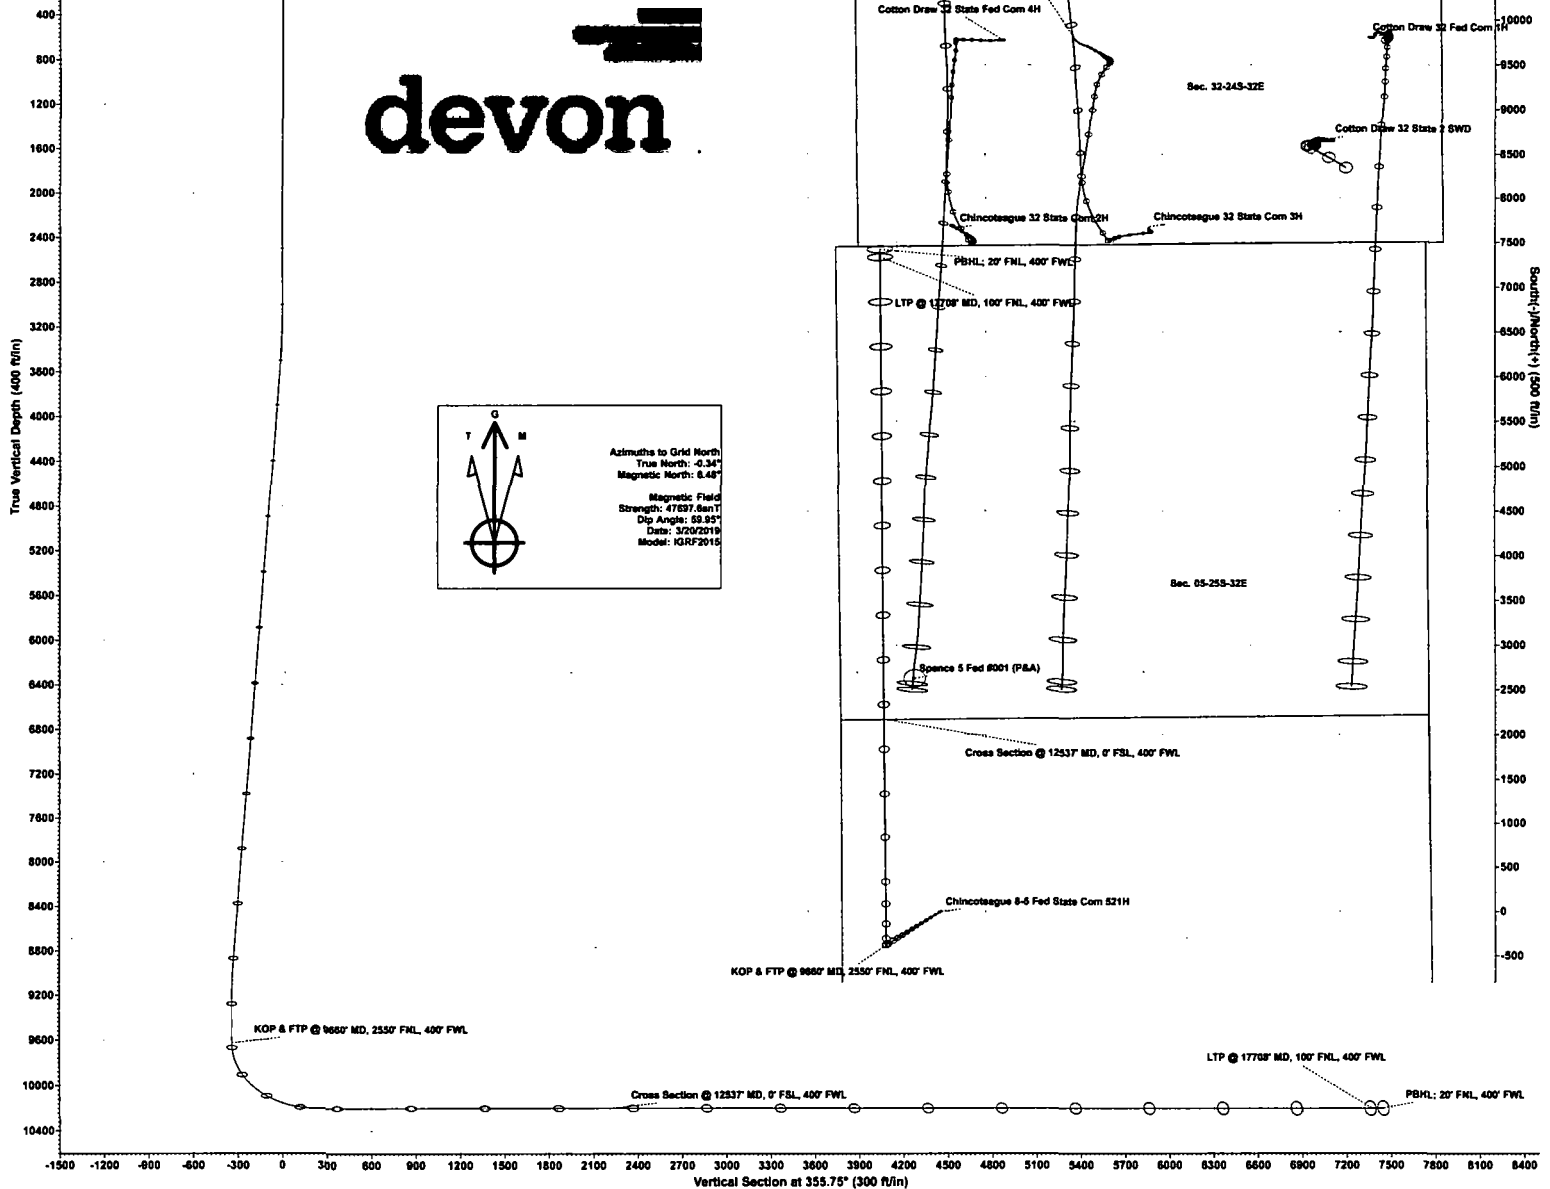 devon
400
800
1200
1600
2000
2400
2800
3200
3600
4000
4400
4800
5200
5600
6000
6400
6800
7200
7600
8000
8400
8800
9200
9600
10000
10400
True Vertical Depth (400 ft/in)
G
T M
Azimuths to Grid North
True North: -0.34°
Magnetic North: 6.48°
Magnetic Field
Strength: 47697.6snT
Dip Angle: 59.95°
Date: 3/20/2019
Model: IGRF2015
Cotton Draw 32 State Fed Com 4H
Cotton Draw 32 Fed Com 1H
Sec. 32-24S-32E
Cotton Draw 32 State 2 SWD
Chincoteague 32 State Com 2H
Chincoteague 32 State Com 3H
PBHL; 20' FNL, 400' FWL
LTP @ 17708' MD, 100' FNL, 400' FWL
Sec. 05-25S-32E
Spence 5 Fed #001 (P&A)
Cross Section @ 12537' MD, 0' FSL, 400' FWL
Chincoteague 8-5 Fed State Com 521H
KOP & FTP @ 9660' MD, 2550' FNL, 400' FWL
10000
9500
9000
8500
8000
7500
7000
6500
6000
5500
5000
4500
4000
3500
3000
2500
2000
1500
1000
500
0
-500
South(-)/North(+) (500 ft/in)
KOP & FTP @ 9660' MD, 2550' FNL, 400' FWL
LTP @ 17708' MD, 100' FNL, 400' FWL
Cross Section @ 12537' MD, 0' FSL, 400' FWL
PBHL; 20' FNL, 400' FWL
-1500 -1200 -900 -600 -300 0 300 600 900 1200 1500 1800 2100 2400 2700 3000 3300 3600 3900 4200 4500 4800 5100 5400 5700 6000 6300 6600 6900 7200 7500 7800 8100 8400
Vertical Section at 355.75° (300 ft/in)